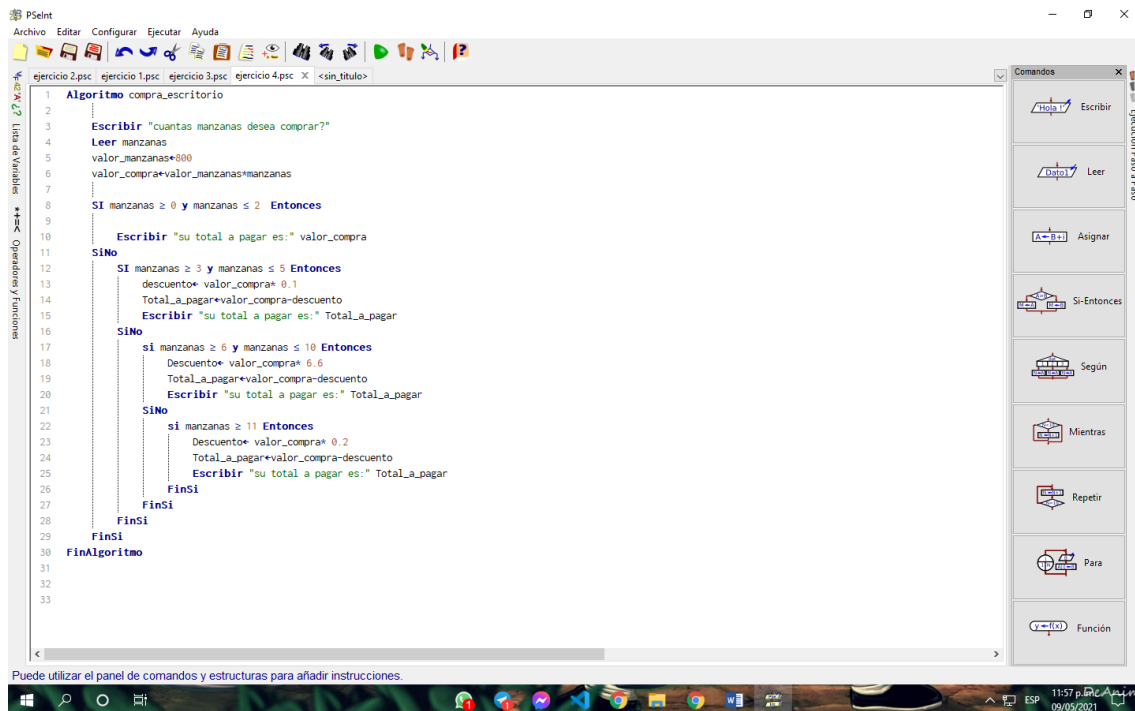 PSeInt
Archivo Editar Configurar Ejecutar Ayuda
ejercicio 2.psc ejercicio 1.psc ejercicio 3.psc ejercicio 4.psc X <sin_titulo>
Comandos
1 Algoritmo compra_escritorio
2
3 Escribir "cuantas manzanas desea comprar?"
4 Leer manzanas
5 valor_manzanas←800
6 valor_compra←valor_manzanas*manzanas
7
8 SI manzanas ≥ 0 y manzanas ≤ 2 Entonces
9
10 Escribir "su total a pagar es:" valor_compra
11 SiNo
12 SI manzanas ≥ 3 y manzanas ≤ 5 Entonces
13 descuento← valor_compra* 0.1
14 Total_a_pagar←valor_compra-descuento
15 Escribir "su total a pagar es:" Total_a_pagar
16 SiNo
17 si manzanas ≥ 6 y manzanas ≤ 10 Entonces
18 Descuento← valor_compra* 6.6
19 Total_a_pagar←valor_compra-descuento
20 Escribir "su total a pagar es:" Total_a_pagar
21 SiNo
22 si manzanas ≥ 11 Entonces
23 Descuento← valor_compra* 0.2
24 Total_a_pagar←valor_compra-descuento
25 Escribir "su total a pagar es:" Total_a_pagar
26 FinSi
27 FinSi
28 FinSi
29 FinSi
30 FinAlgoritmo
31
32
33
Lista de Variables
*+=< Operadores y Funciones
'Hola !' Escribir
Dato1 Leer
A←B+1 Asignar
Si-Entonces
Según
Mientras
Repetir
Para
y←f(x) Función
Ejecución Paso a Paso
Puede utilizar el panel de comandos y estructuras para añadir instrucciones.
ESP
11:57 p.m.
09/05/2021